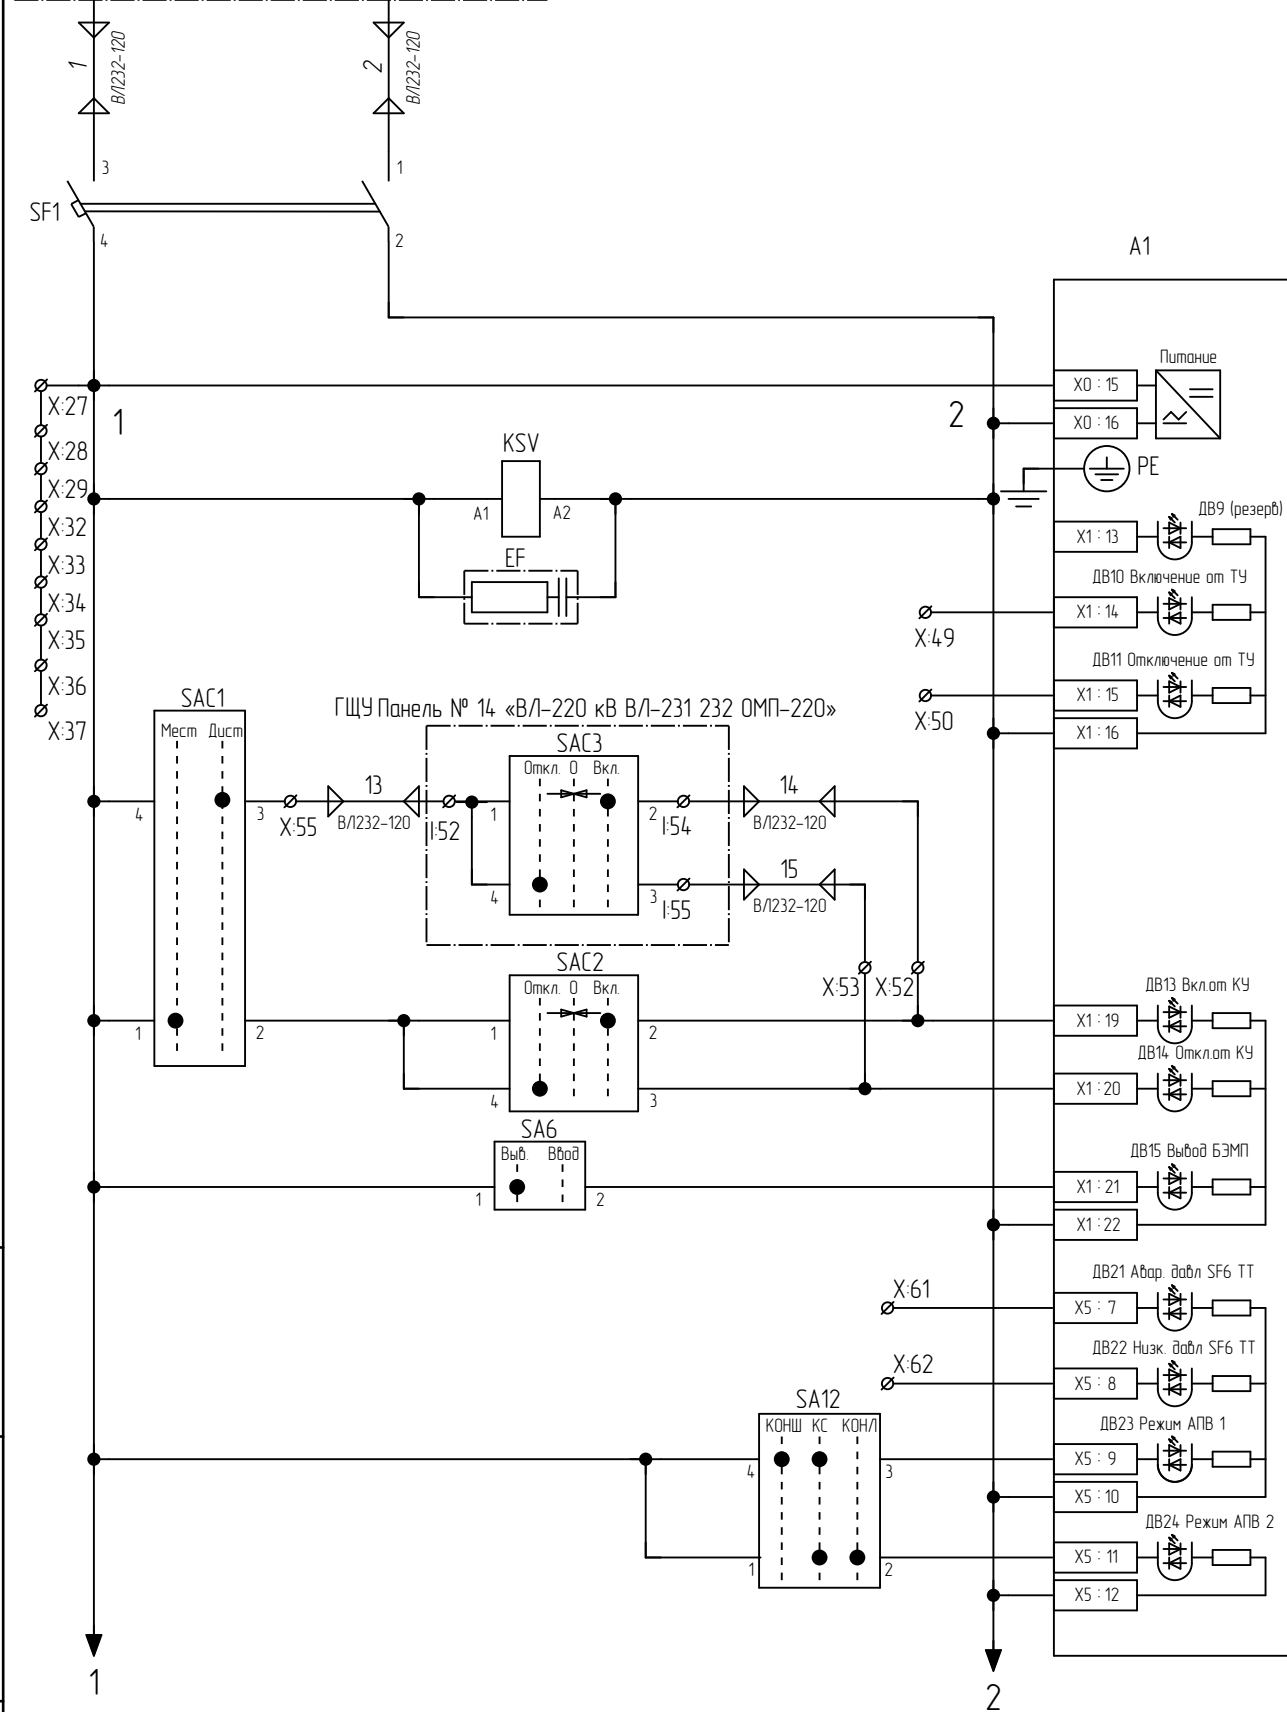 1
ВЛ232-120
2
ВЛ232-120
3
1
SF1
4
2
A1
Питание
X0 : 15
X:27
1
2
X0 : 16
X:28
KSV
PE
X:29
A1
A2
ДВ9 (резерв)
X:32
X1 : 13
EF
X:33
ДВ10 Включение от ТУ
X:34
X1 : 14
X:35
X:49
ДВ11 Отключение от ТУ
X:36
X1 : 15
SAC1
ГЩУ Панель № 14 «ВЛ-220 кВ ВЛ-231 232 ОМП-220»
X:50
X:37
Мест Дист
X1 : 16
SAC3
Откл. 0 Вкл.
13
14
4
3
X:55
ВЛ232-120
I:52
1
2
I:54
ВЛ232-120
15
4
3
I:55
ВЛ232-120
SAC2
Откл. 0 Вкл.
X:53
X:52
ДВ13 Вкл.от КУ
1
2
1
2
X1 : 19
ДВ14 Откл.от КУ
4
3
X1 : 20
SA6
Выв. Ввод
ДВ15 Вывод БЭМП
1
2
X1 : 21
X1 : 22
ДВ21 Авар. давл SF6 ТТ
X:61
X5 : 7
ДВ22 Низк. давл SF6 ТТ
X:62
X5 : 8
SA12
КОНШ КС КОНЛ
ДВ23 Режим АПВ 1
4
3
X5 : 9
X5 : 10
ДВ24 Режим АПВ 2
1
2
X5 : 11
X5 : 12
1
2